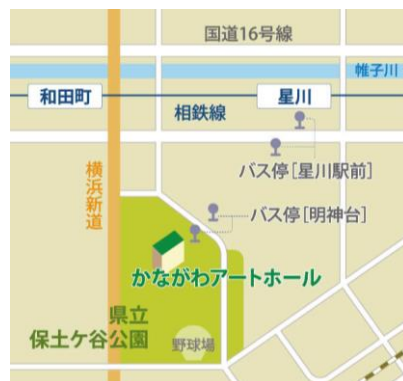 国道16号線
帷子川
和田町
星川
相鉄線
バス停[星川駅前]
横浜新道
バス停[明神台]
かながわアートホール
県立
保土ケ谷公園
野球場